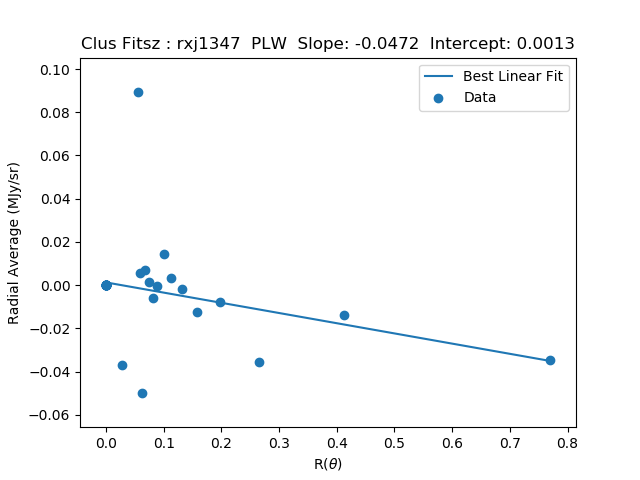 Clus Fitsz : rxj1347  PLW  Slope: -0.0472  Intercept: 0.0013
Best Linear Fit
Data
Radial Average (MJy/sr)
0.10
0.08
0.06
0.04
0.02
0.00
−0.02
−0.04
−0.06
0.0 0.1 0.2 0.3 0.4 0.5 0.6 0.7 0.8
R(θ)